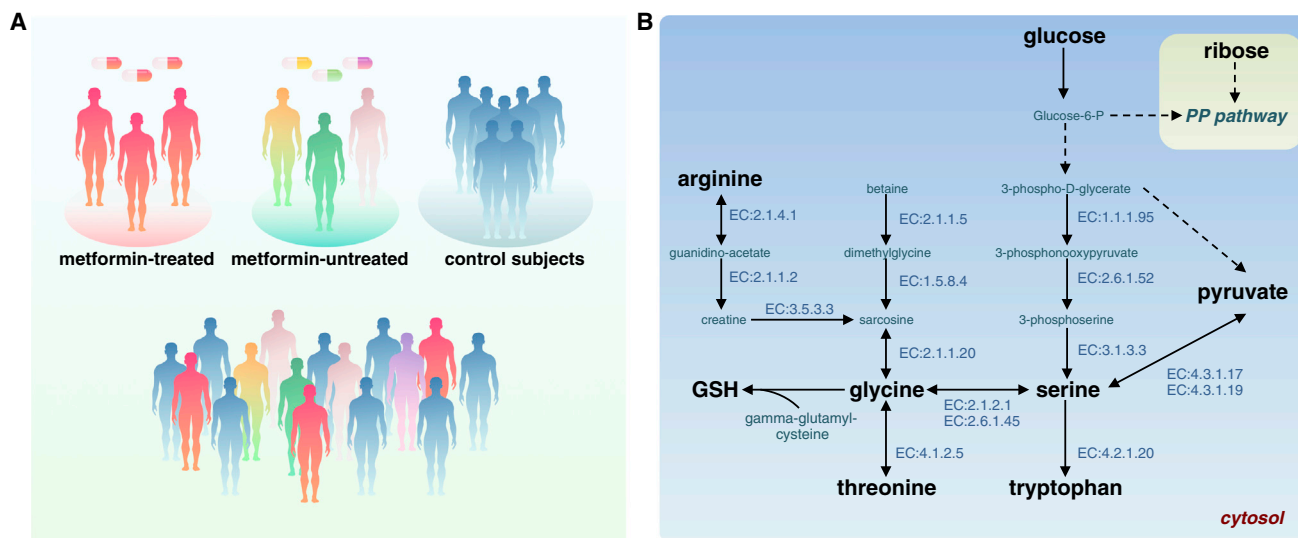 A
metformin-treated
metformin-untreated
control subjects
B
glucose
ribose
Glucose-6-P
PP pathway
arginine
betaine
3-phospho-D-glycerate
EC:2.1.4.1
EC:2.1.1.5
EC:1.1.1.95
guanidino-acetate
dimethylglycine
3-phosphonooxypyruvate
EC:2.1.1.2
EC:1.5.8.4
EC:2.6.1.52
pyruvate
creatine
EC:3.5.3.3
sarcosine
3-phosphoserine
EC:2.1.1.20
EC:3.1.3.3
EC:4.3.1.17
EC:4.3.1.19
GSH
glycine
serine
EC:2.1.2.1
EC:2.6.1.45
gamma-glutamyl-
cysteine
EC:4.1.2.5
EC:4.2.1.20
threonine
tryptophan
cytosol